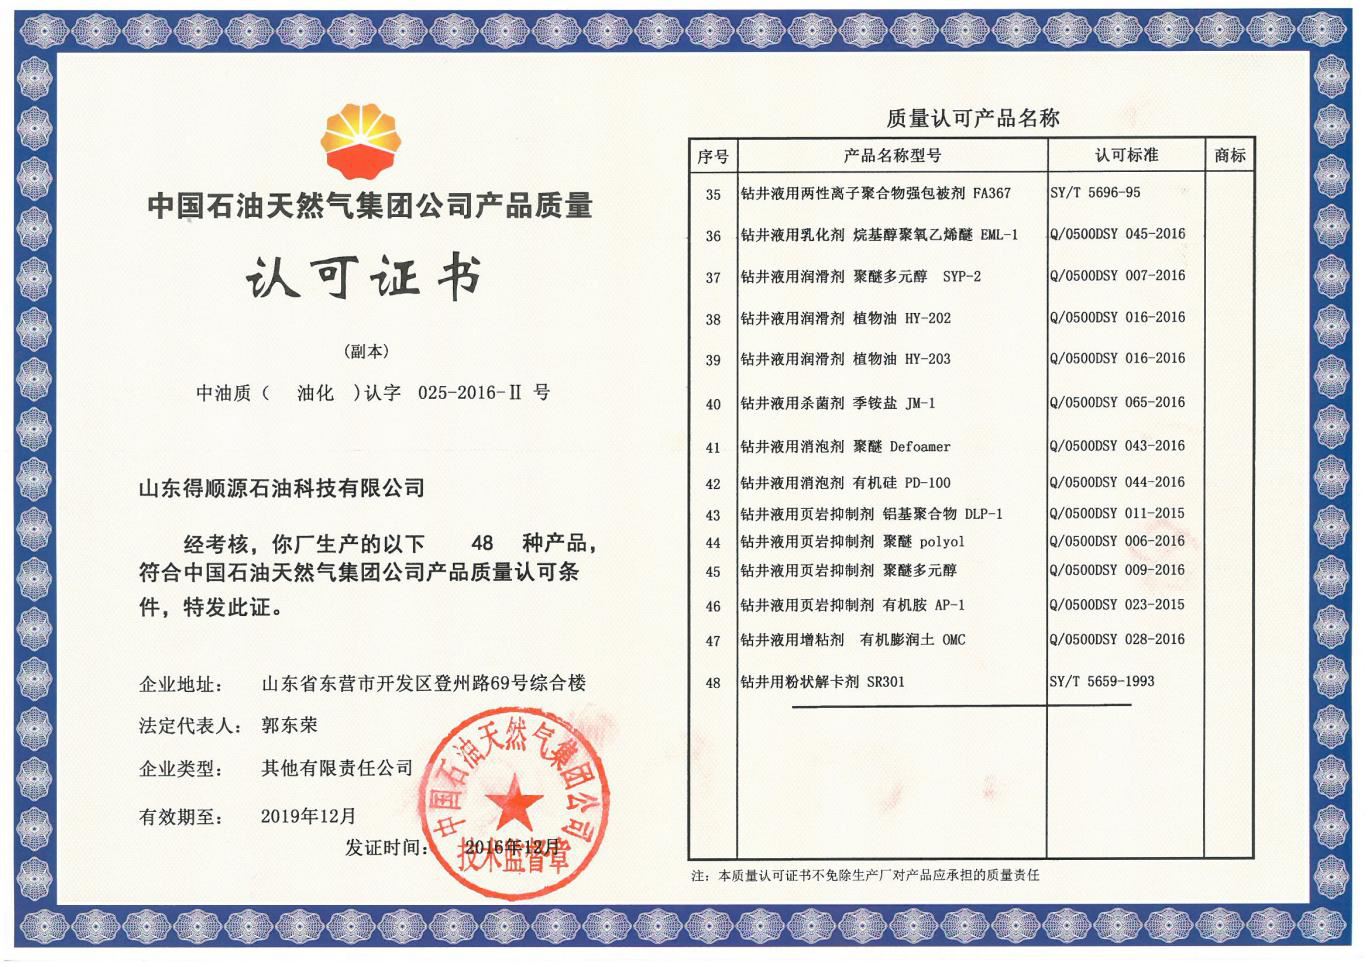 中国石油天然气集团公司产品质量
认可证书
(副本)
中油质（ 油化 )认字 025-2016-Ⅱ 号
山东得顺源石油科技有限公司
经考核，你厂生产的以下 48 种产品，
符合中国石油天然气集团公司产品质量认可条
件，特发此证。
企业地址： 山东省东营市开发区登州路69号综合楼
法定代表人： 郭东荣
企业类型： 其他有限责任公司
有效期至： 2019年12月
发证时间： 2016年12月
中国石油天然气集团公司
技术监督章
质量认可产品名称
序号 产品名称型号 认可标准 商标
35 钻井液用两性离子聚合物强包被剂 FA367 SY/T 5696-95
36 钻井液用乳化剂 烷基醇聚氧乙烯醚 EML-1 Q/0500DSY 045-2016
37 钻井液用润滑剂 聚醚多元醇 SYP-2 Q/0500DSY 007-2016
38 钻井液用润滑剂 植物油 HY-202 Q/0500DSY 016-2016
39 钻井液用润滑剂 植物油 HY-203 Q/0500DSY 016-2016
40 钻井液用杀菌剂 季铵盐 JM-1 Q/0500DSY 065-2016
41 钻井液用消泡剂 聚醚 Defoamer Q/0500DSY 043-2016
42 钻井液用消泡剂 有机硅 PD-100 Q/0500DSY 044-2016
43 钻井液用页岩抑制剂 铝基聚合物 DLP-1 Q/0500DSY 011-2015
44 钻井液用页岩抑制剂 聚醚 polyol Q/0500DSY 006-2016
45 钻井液用页岩抑制剂 聚醚多元醇 Q/0500DSY 009-2016
46 钻井液用页岩抑制剂 有机胺 AP-1 Q/0500DSY 023-2015
47 钻井液用增粘剂 有机膨润土 OMC Q/0500DSY 028-2016
48 钻井用粉状解卡剂 SR301 SY/T 5659-1993
注：本质量认可证书不免除生产厂对产品应承担的质量责任